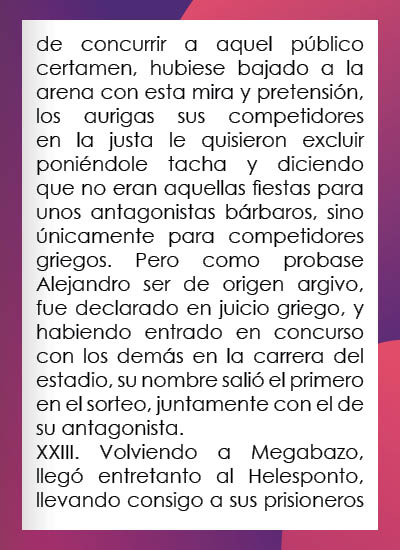 de concurrir a aquel público
certamen, hubiese bajado a la
arena con esta mira y pretensión,
los aurigas sus competidores
en la justa le quisieron excluir
poniéndole tacha y diciendo
que no eran aquellas fiestas para
unos antagonistas bárbaros, sino
únicamente para competidores
griegos. Pero como probase
Alejandro ser de origen argivo,
fue declarado en juicio griego, y
habiendo entrado en concurso
con los demás en la carrera del
estadio, su nombre salió el primero
en el sorteo, juntamente con el de
su antagonista.
XXIII. Volviendo a Megabazo,
llegó entretanto al Helesponto,
llevando consigo a sus prisioneros